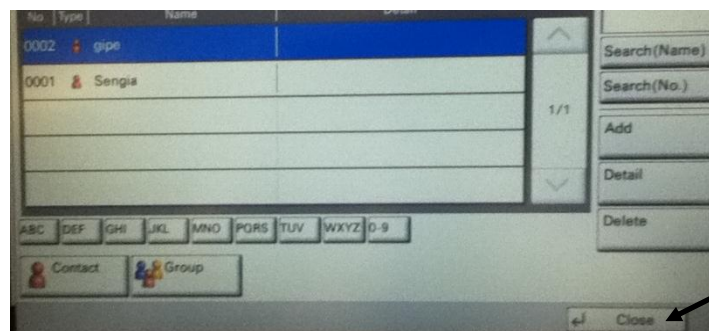 No Type Name Detail
0002 gipe
0001 Sengia
1/1
Search(Name)
Search(No.)
Add
Detail
Delete
ABC DEF GHI JKL MNO PQRS TUV WXYZ 0-9
Contact Group
Close